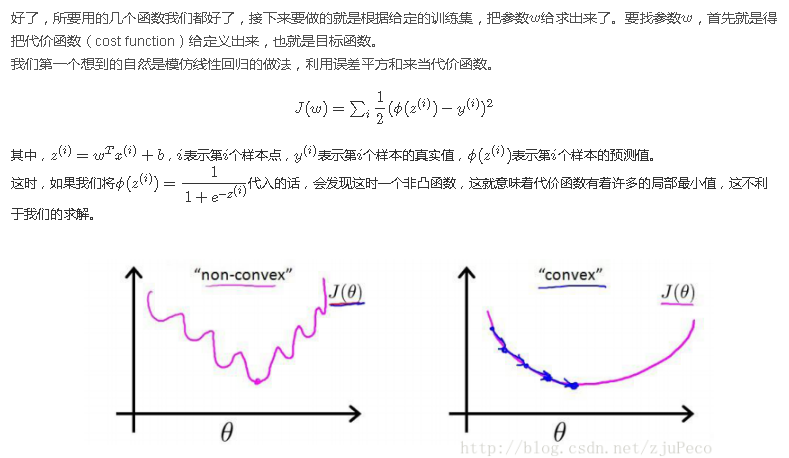 好了，所要用的几个函数我们都好了，接下来要做的就是根据给定的训练集，把参数w给求出来了。要找参数w，首先就是得
把代价函数（cost function）给定义出来，也就是目标函数。
我们第一个想到的自然是模仿线性回归的做法，利用误差平方和来当代价函数。
J(w) = ∑_i 1/2 (ϕ(z^(i)) − y^(i))^2
其中，z^(i) = w^T x^(i) + b，i表示第i个样本点，y^(i)表示第i个样本的真实值，ϕ(z^(i))表示第i个样本的预测值。
这时，如果我们将ϕ(z^(i)) = 1/(1 + e^(−z^(i)))代入的话，会发现这时一个非凸函数，这就意味着代价函数有着许多的局部最小值，这不利
于我们的求解。
“non-convex”
J(θ)
θ
“convex”
J(θ)
θ
http://blog.csdn.net/zjuPeco